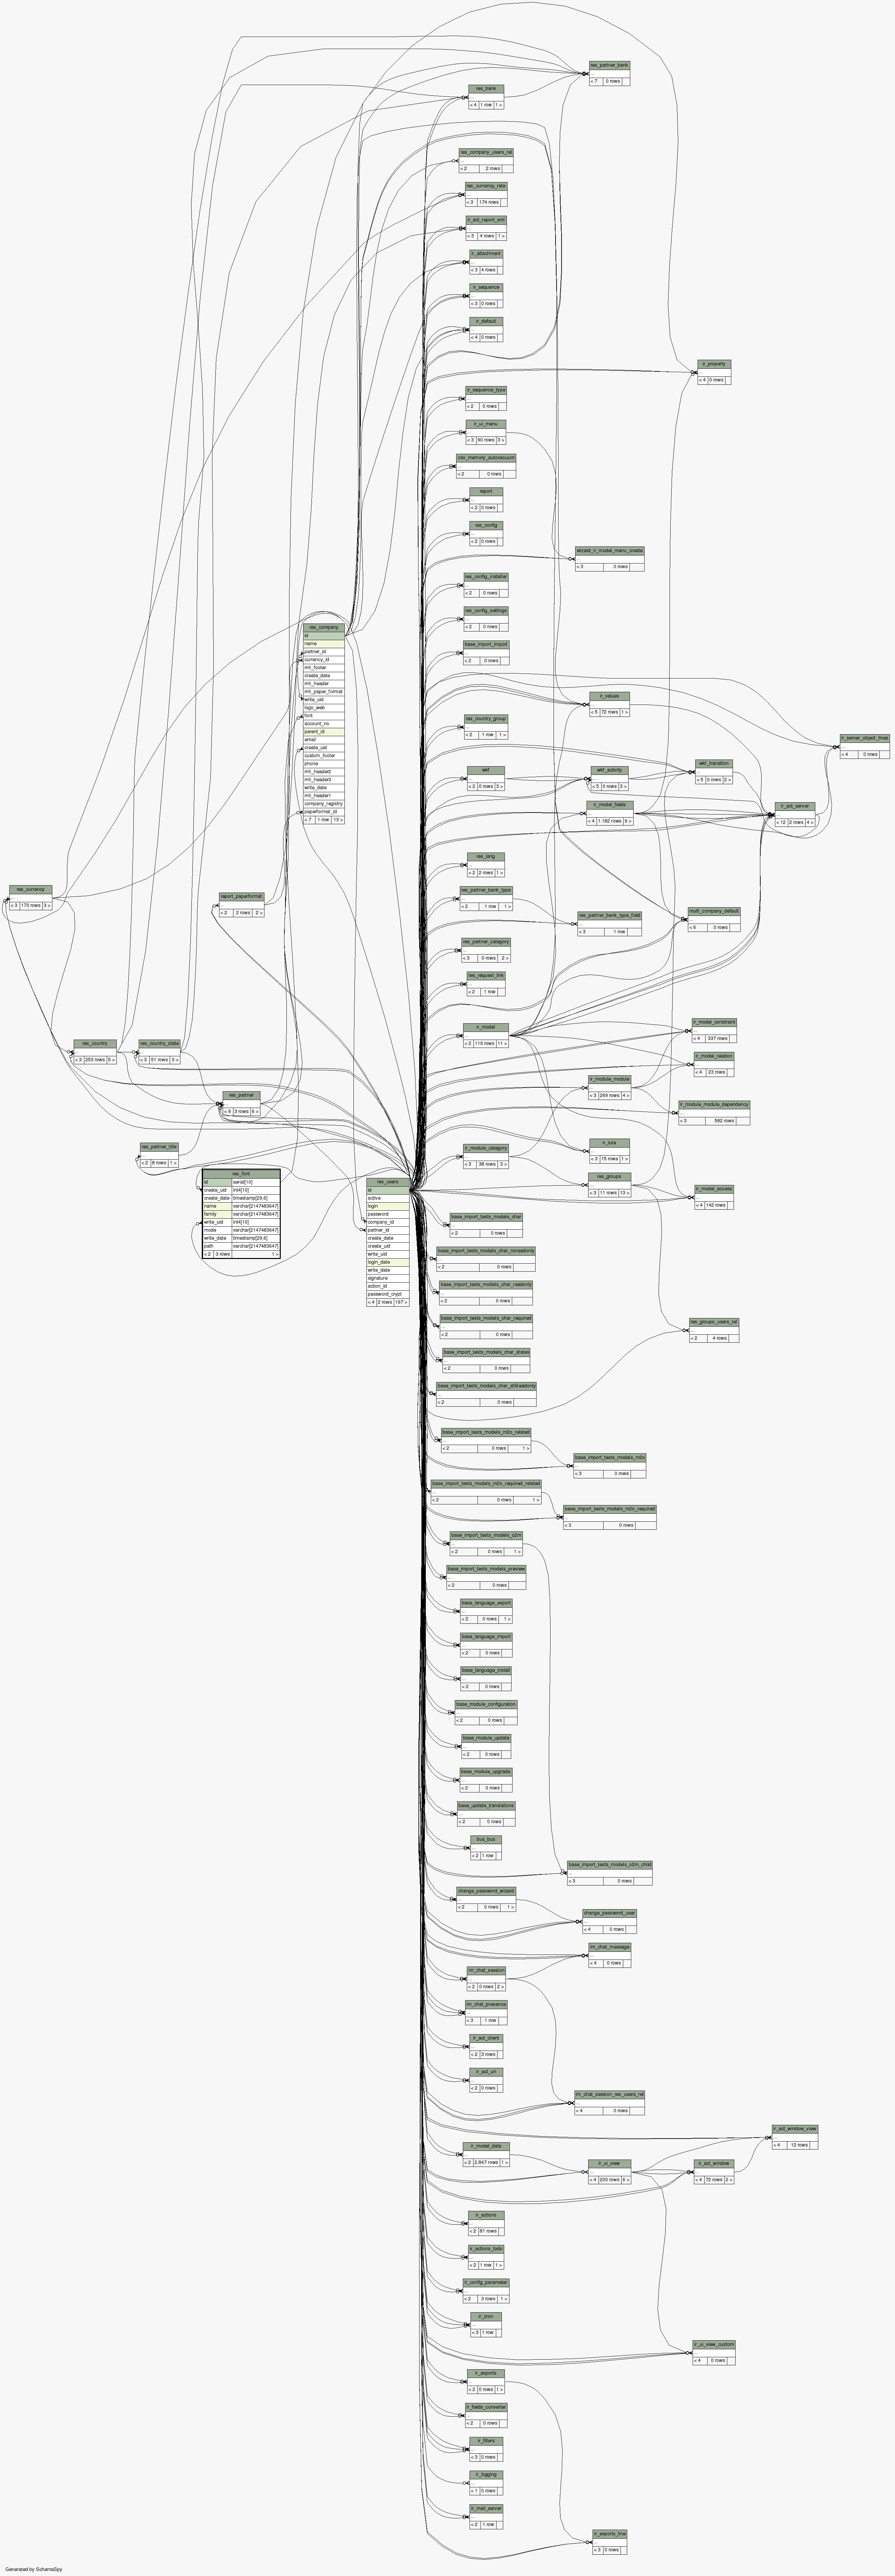 res_partner_bank
...
< 7 0 rows
res_bank
...
< 4 1 row 1 >
res_company_users_rel
...
< 2 2 rows
res_currency_rate
...
< 3 174 rows
ir_act_report_xml
...
< 3 4 rows 1 >
ir_attachment
...
< 3 4 rows
ir_sequence
...
< 3 0 rows
ir_default
...
< 4 0 rows
ir_property
...
< 4 0 rows
ir_sequence_type
...
< 2 0 rows
ir_ui_menu
...
< 3 90 rows 3 >
osv_memory_autovacuum
...
< 2 0 rows
report
...
< 2 0 rows
res_config
...
< 2 0 rows
wizard_ir_model_menu_create
...
< 3 0 rows
res_config_installer
...
< 2 0 rows
res_config_settings
...
< 2 0 rows
base_import_import
...
< 2 0 rows
res_company
id
name
partner_id
currency_id
rml_footer
create_date
rml_header
rml_paper_format
write_uid
logo_web
font
account_no
parent_id
email
create_uid
custom_footer
phone
rml_header2
rml_header3
write_date
rml_header1
company_registry
paperformat_id
< 7 1 row 13 >
ir_values
...
< 5 72 rows 1 >
res_country_group
...
< 2 1 row 1 >
ir_server_object_lines
...
< 4 0 rows
wkf
...
< 2 0 rows 3 >
wkf_activity
...
< 5 0 rows 3 >
wkf_transition
...
< 5 0 rows 2 >
ir_model_fields
...
< 4 1.182 rows 9 >
ir_act_server
...
< 12 2 rows 4 >
res_lang
...
< 2 2 rows 1 >
res_currency
...
< 3 173 rows 3 >
report_paperformat
...
< 2 2 rows 2 >
res_partner_bank_type
...
< 2 1 row 1 >
res_partner_bank_type_field
...
< 3 1 row
multi_company_default
...
< 6 0 rows
res_partner_category
...
< 3 0 rows 2 >
res_request_link
...
< 2 1 row
ir_model
...
< 2 119 rows 11 >
ir_model_constraint
...
< 4 337 rows
res_country
...
< 3 253 rows 5 >
res_country_state
...
< 3 51 rows 3 >
ir_model_relation
...
< 4 23 rows
ir_module_module
...
< 3 269 rows 4 >
res_partner
...
< 9 3 rows 6 >
ir_module_module_dependency
...
< 3 582 rows
res_partner_title
...
< 2 8 rows 1 >
ir_module_category
...
< 3 38 rows 3 >
ir_rule
...
< 3 15 rows 1 >
res_groups
...
< 3 11 rows 13 >
ir_model_access
...
< 4 142 rows
res_font
id serial[10]
create_uid int4[10]
create_date timestamp[29,6]
name varchar[2147483647]
family varchar[2147483647]
write_uid int4[10]
mode varchar[2147483647]
write_date timestamp[29,6]
path varchar[2147483647]
< 2 3 rows 1 >
res_users
id
active
login
password
company_id
partner_id
create_date
create_uid
write_uid
login_date
write_date
signature
action_id
password_crypt
< 4 2 rows 197 >
base_import_tests_models_char
...
< 2 0 rows
base_import_tests_models_char_noreadonly
...
< 2 0 rows
base_import_tests_models_char_readonly
...
< 2 0 rows
base_import_tests_models_char_required
...
< 2 0 rows
res_groups_users_rel
...
< 2 4 rows
base_import_tests_models_char_states
...
< 2 0 rows
base_import_tests_models_char_stillreadonly
...
< 2 0 rows
base_import_tests_models_m2o_related
...
< 2 0 rows 1 >
base_import_tests_models_m2o
...
< 3 0 rows
base_import_tests_models_m2o_required_related
...
< 2 0 rows 1 >
base_import_tests_models_m2o_required
...
< 3 0 rows
base_import_tests_models_o2m
...
< 2 0 rows 1 >
base_import_tests_models_preview
...
< 2 0 rows
base_language_export
...
< 2 0 rows 1 >
base_language_import
...
< 2 0 rows
base_language_install
...
< 2 0 rows
base_module_configuration
...
< 2 0 rows
base_module_update
...
< 2 0 rows
base_module_upgrade
...
< 2 0 rows
base_update_translations
...
< 2 0 rows
bus_bus
...
< 2 1 row
base_import_tests_models_o2m_child
...
< 3 0 rows
change_password_wizard
...
< 2 0 rows 1 >
change_password_user
...
< 4 0 rows
im_chat_message
...
< 4 0 rows
im_chat_session
...
< 2 0 rows 2 >
im_chat_presence
...
< 3 1 row
ir_act_client
...
< 2 3 rows
ir_act_url
...
< 2 0 rows
im_chat_session_res_users_rel
...
< 4 0 rows
ir_act_window_view
...
< 4 12 rows
ir_model_data
...
< 2 2.847 rows 1 >
ir_ui_view
...
< 4 200 rows 6 >
ir_act_window
...
< 4 72 rows 2 >
ir_actions
...
< 2 81 rows
ir_actions_todo
...
< 2 1 row 1 >
ir_config_parameter
...
< 2 3 rows 1 >
ir_cron
...
< 3 1 row
ir_ui_view_custom
...
< 4 0 rows
ir_exports
...
< 2 0 rows 1 >
ir_fields_converter
...
< 2 0 rows
ir_filters
...
< 3 0 rows
ir_logging
...
< 1 0 rows
ir_mail_server
...
< 2 1 row
ir_exports_line
...
< 3 0 rows
Generated by SchemaSpy